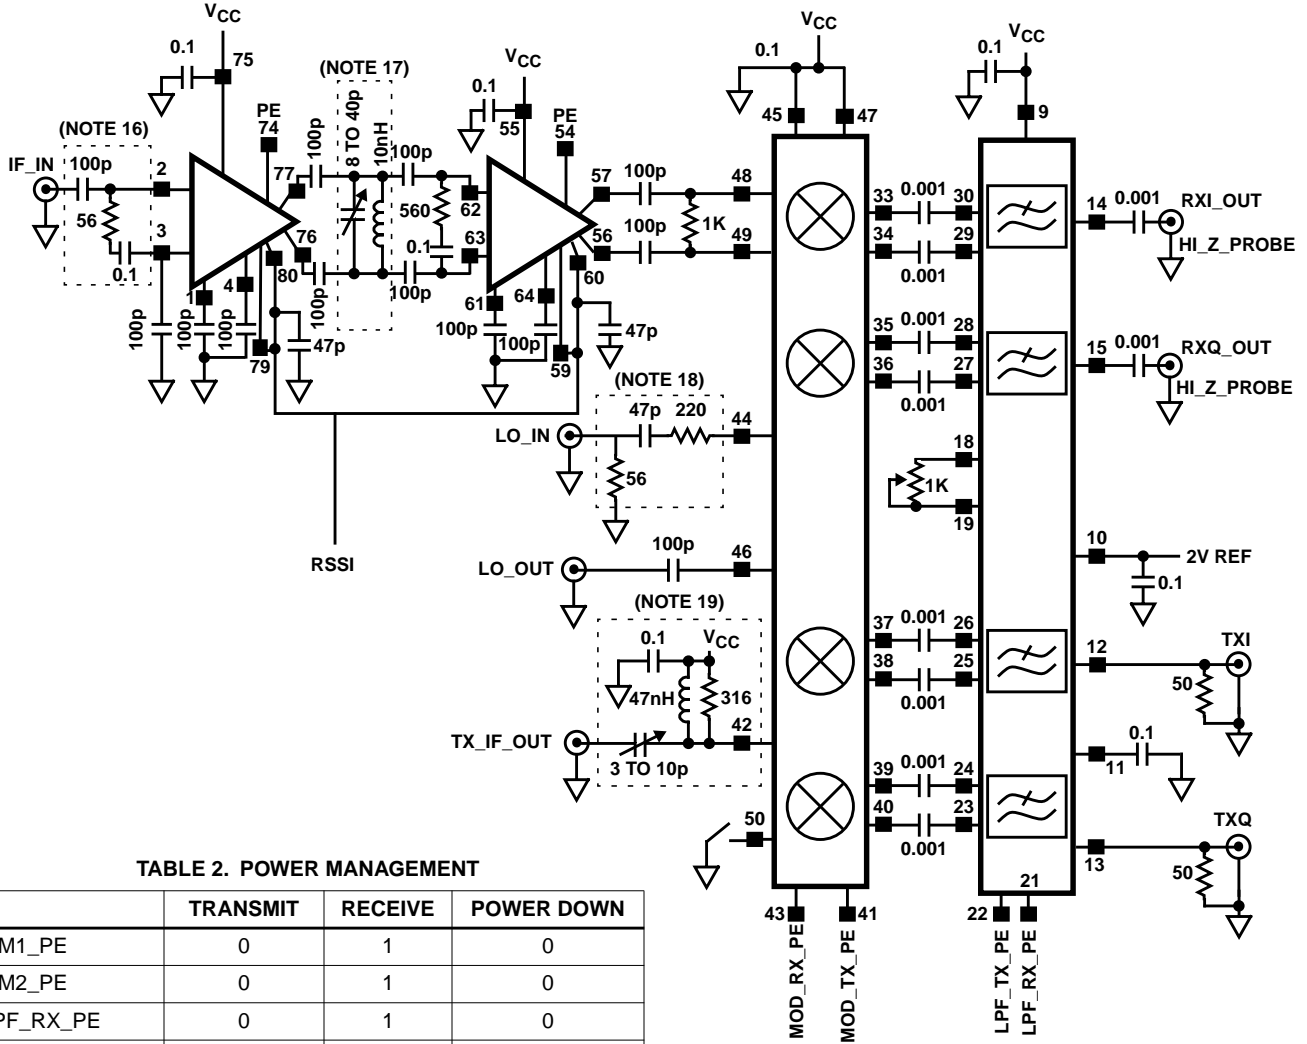 VCC
0.1
75
(NOTE 16)
IF_IN
100p
2
56
3
0.1
100p
PE
74
77
100p
76
80
1
4
100p
100p
79
47p
100p
(NOTE 17)
8 TO 40p
10nH
100p
560
0.1
100p
VCC
0.1
55
PE
54
62
63
57
56
60
61
64
100p
100p
59
47p
100p
100p
1K
RSSI
48
49
(NOTE 18)
LO_IN
47p
220
44
56
LO_OUT
100p
46
(NOTE 19)
0.1
VCC
47nH
316
TX_IF_OUT
42
3 TO 10p
50
VCC
0.1
45
47
33
0.001
30
34
29
0.001
35
0.001
28
36
27
0.001
37
0.001
26
38
25
0.001
39
0.001
24
40
23
0.001
43
41
MOD_RX_PE
MOD_TX_PE
VCC
0.1
9
14
0.001
RXI_OUT
HI_Z_PROBE
15
0.001
RXQ_OUT
HI_Z_PROBE
18
1K
19
10
2V REF
0.1
12
TXI
50
11
0.1
13
TXQ
50
21
22
LPF_TX_PE
LPF_RX_PE
TABLE 2. POWER MANAGEMENT
TRANSMIT RECEIVE POWER DOWN
M1_PE 0 1 0
M2_PE 0 1 0
PF_RX_PE 0 1 0